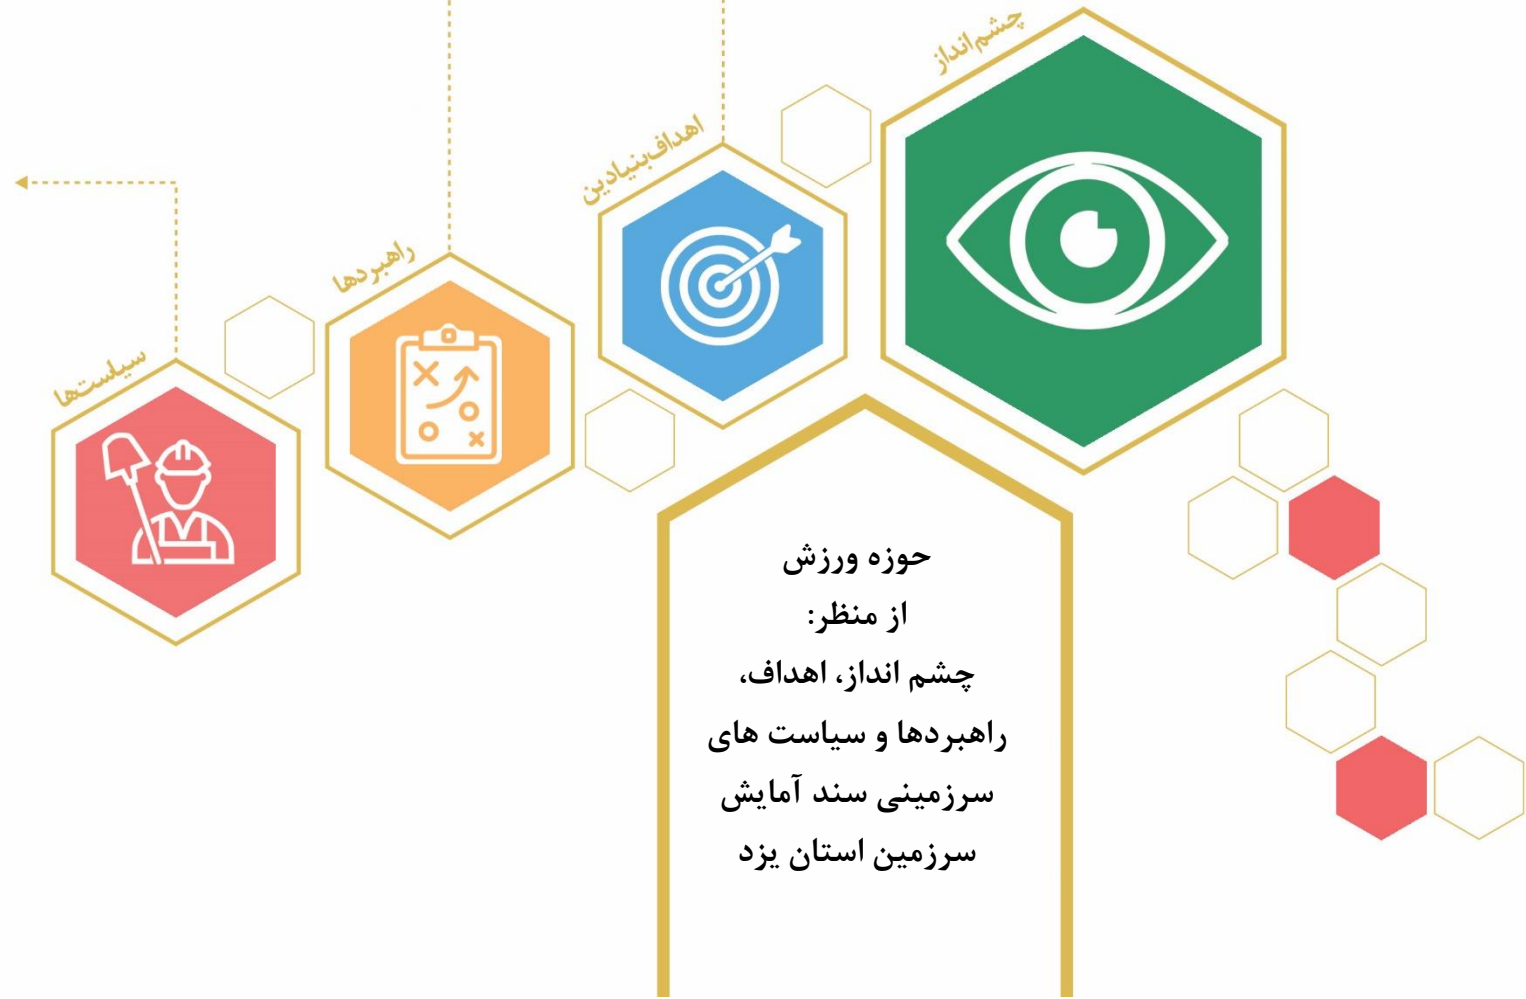 چشم‌انداز
اهداف‌بنیادین
راهبردها
سیاست‌ها
حوزه ورزش
از منظر:
چشم انداز، اهداف،
راهبردها و سیاست های
سرزمینی سند آمایش
سرزمین استان یزد